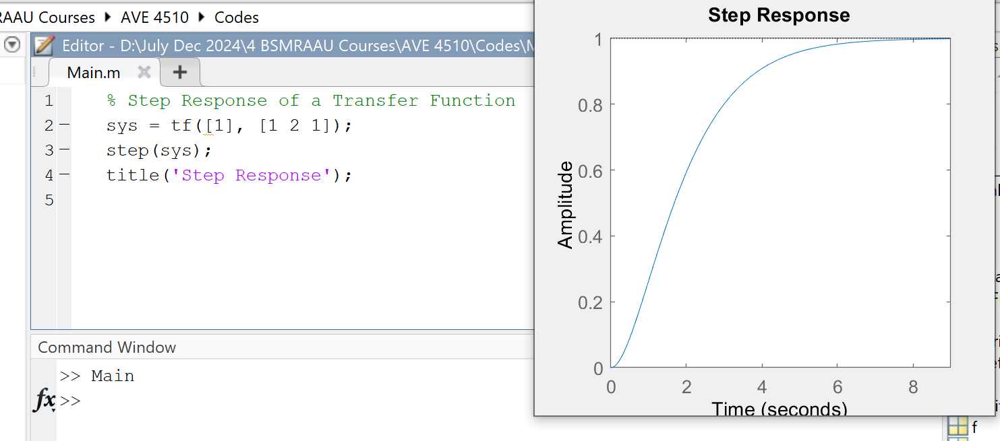 RAAU Courses ▸ AVE 4510 ▸ Codes
Editor - D:\July Dec 2024\4 BSMRAAU Courses\AVE 4510\Codes\M
Main.m
1 % Step Response of a Transfer Function
2 sys = tf([1], [1 2 1]);
3 step(sys);
4 title('Step Response');
5
Command Window
>> Main
fx >>
Step Response
Amplitude
1
0.8
0.6
0.4
0.2
0
0 2 4 6 8
Time (seconds)
f